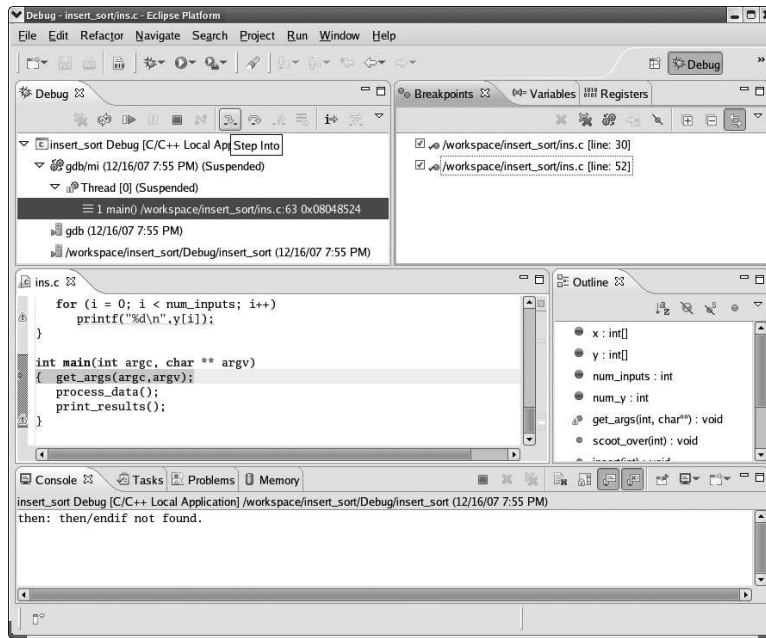 Debug - insert_sort/ins.c - Eclipse Platform
File Edit Refactor Navigate Search Project Run Window Help
Debug
»
Debug
Step Into
insert_sort Debug [C/C++ Local App
gdb/mi (12/16/07 7:55 PM) (Suspended)
Thread [0] (Suspended)
1 main() /workspace/insert_sort/ins.c:63 0x08048524
gdb (12/16/07 7:55 PM)
/workspace/insert_sort/Debug/insert_sort (12/16/07 7:55 PM)
Breakpoints (x)= Variables 1010 0101 Registers
/workspace/insert_sort/ins.c [line: 30]
/workspace/insert_sort/ins.c [line: 52]
ins.c
for (i = 0; i < num_inputs; i++)
printf("%d\n",y[i]);
}
int main(int argc, char ** argv)
{ get_args(argc,argv);
process_data();
print_results();
}
Outline
x : int[]
y : int[]
num_inputs : int
num_y : int
get_args(int, char**) : void
scoot_over(int) : void
insert(int) : void
Console Tasks Problems Memory
insert_sort Debug [C/C++ Local Application] /workspace/insert_sort/Debug/insert_sort (12/16/07 7:55 PM)
then: then/endif not found.